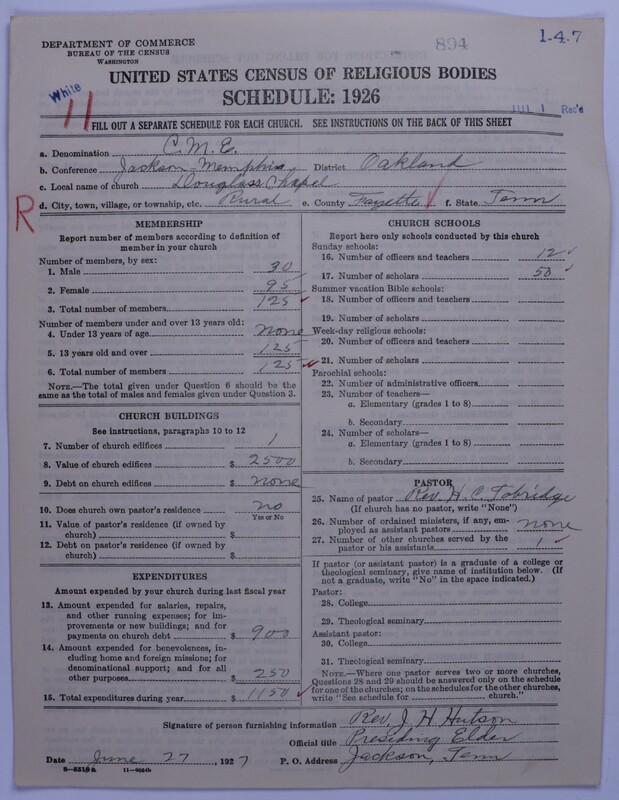 DEPARTMENT OF COMMERCE
BUREAU OF THE CENSUS
WASHINGTON
894
1-4-7
UNITED STATES CENSUS OF RELIGIOUS BODIES
SCHEDULE: 1926
White
11
JUL 1 Rec'd
FILL OUT A SEPARATE SCHEDULE FOR EACH CHURCH. SEE INSTRUCTIONS ON THE BACK OF THIS SHEET
a. Denomination C. M. E.
b. Conference Jackson-Memphis District Oakland
c. Local name of church Douglass Chapel
d. City, town, village, or township, etc. Rural e. County Fayette f. State Tenn
R
MEMBERSHIP
Report number of members according to definition of
member in your church
Number of members, by sex:
1. Male 30
2. Female 95
3. Total number of members 125
Number of members under and over 13 years old:
4. Under 13 years of age none
5. 13 years old and over 125
6. Total number of members 125
NOTE.—The total given under Question 6 should be the
same as the total of males and females given under Question 3.
CHURCH BUILDINGS
See instructions, paragraphs 10 to 12
7. Number of church edifices 1
8. Value of church edifices $ 2500
9. Debt on church edifices $ none
10. Does church own pastor's residence no
Yes or No
11. Value of pastor's residence (if owned by
church) $
12. Debt on pastor's residence (if owned by
church) $
EXPENDITURES
Amount expended by your church during last fiscal year
13. Amount expended for salaries, repairs,
and other running expenses; for im-
provements or new buildings; and for
payments on church debt $ 900
14. Amount expended for benevolences, in-
cluding home and foreign missions; for
denominational support; and for all
other purposes $ 250
15. Total expenditures during year $ 1150
CHURCH SCHOOLS
Report here only schools conducted by this church
Sunday schools:
16. Number of officers and teachers 12
17. Number of scholars 50
Summer vacation Bible schools:
18. Number of officers and teachers
19. Number of scholars
Week-day religious schools:
20. Number of officers and teachers
21. Number of scholars
Parochial schools:
22. Number of administrative officers
23. Number of teachers—
a. Elementary (grades 1 to 8)
b. Secondary
24. Number of scholars—
a. Elementary (grades 1 to 8)
b. Secondary
PASTOR
25. Name of pastor Rev. H. C. Tobridge
(If church has no pastor, write "None")
26. Number of ordained ministers, if any, em-
ployed as assistant pastors none
27. Number of other churches served by the
pastor or his assistants 1
If pastor (or assistant pastor) is a graduate of a college or
theological seminary, give name of institution below. (If
not a graduate, write "No" in the space indicated.)
Pastor:
28. College
29. Theological seminary
Assistant pastor:
30. College
31. Theological seminary
NOTE.—Where one pastor serves two or more churches,
Questions 28 and 29 should be answered only on the schedule
for one of the churches; on the schedules for the other churches,
write "See schedule for church."
Signature of person furnishing information Rev. J. H. Hutson
Official title Presiding Elder
Date June 27, 1927 P. O. Address Jackson, Tenn